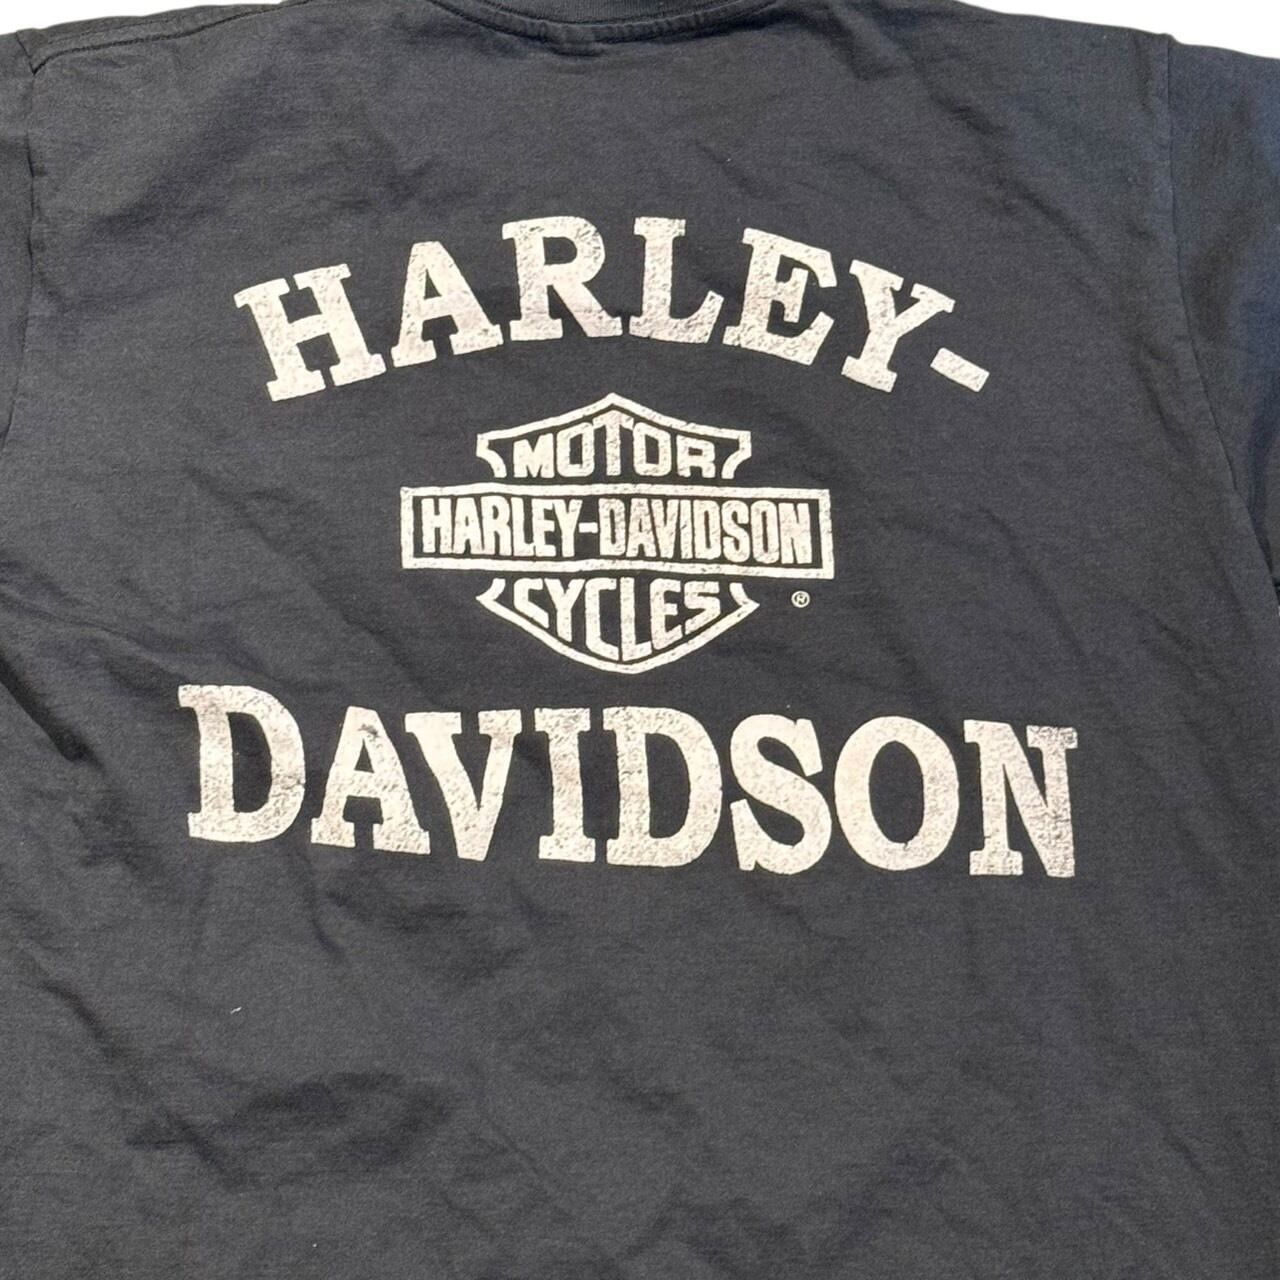 HARLEY-
MOTOR
HARLEY-DAVIDSON
CYCLES
®
DAVIDSON